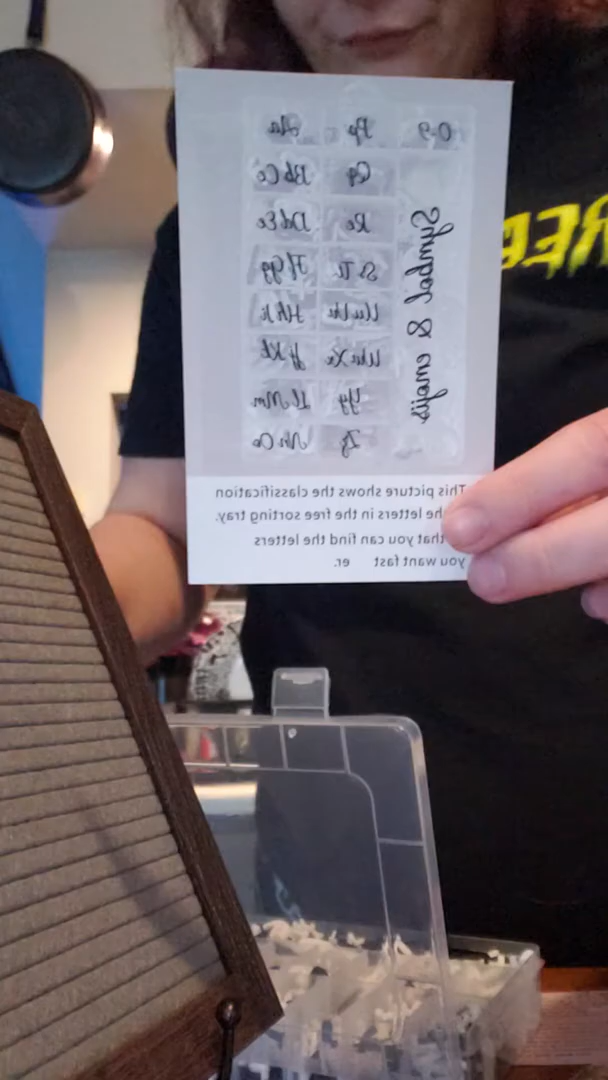 0-9 Pp Aa
Qq Bb Cc
Rr Dd Ee
Ss Tt Ff Gg
Uu Vv Hh Ii
Ww Xx Jj Kk
Yy Ll Mm
Zz Nn Oo
Symbol & emojis
This picture shows the classification
letters in the free sorting tray.
that you can find the letters
you want fast er.